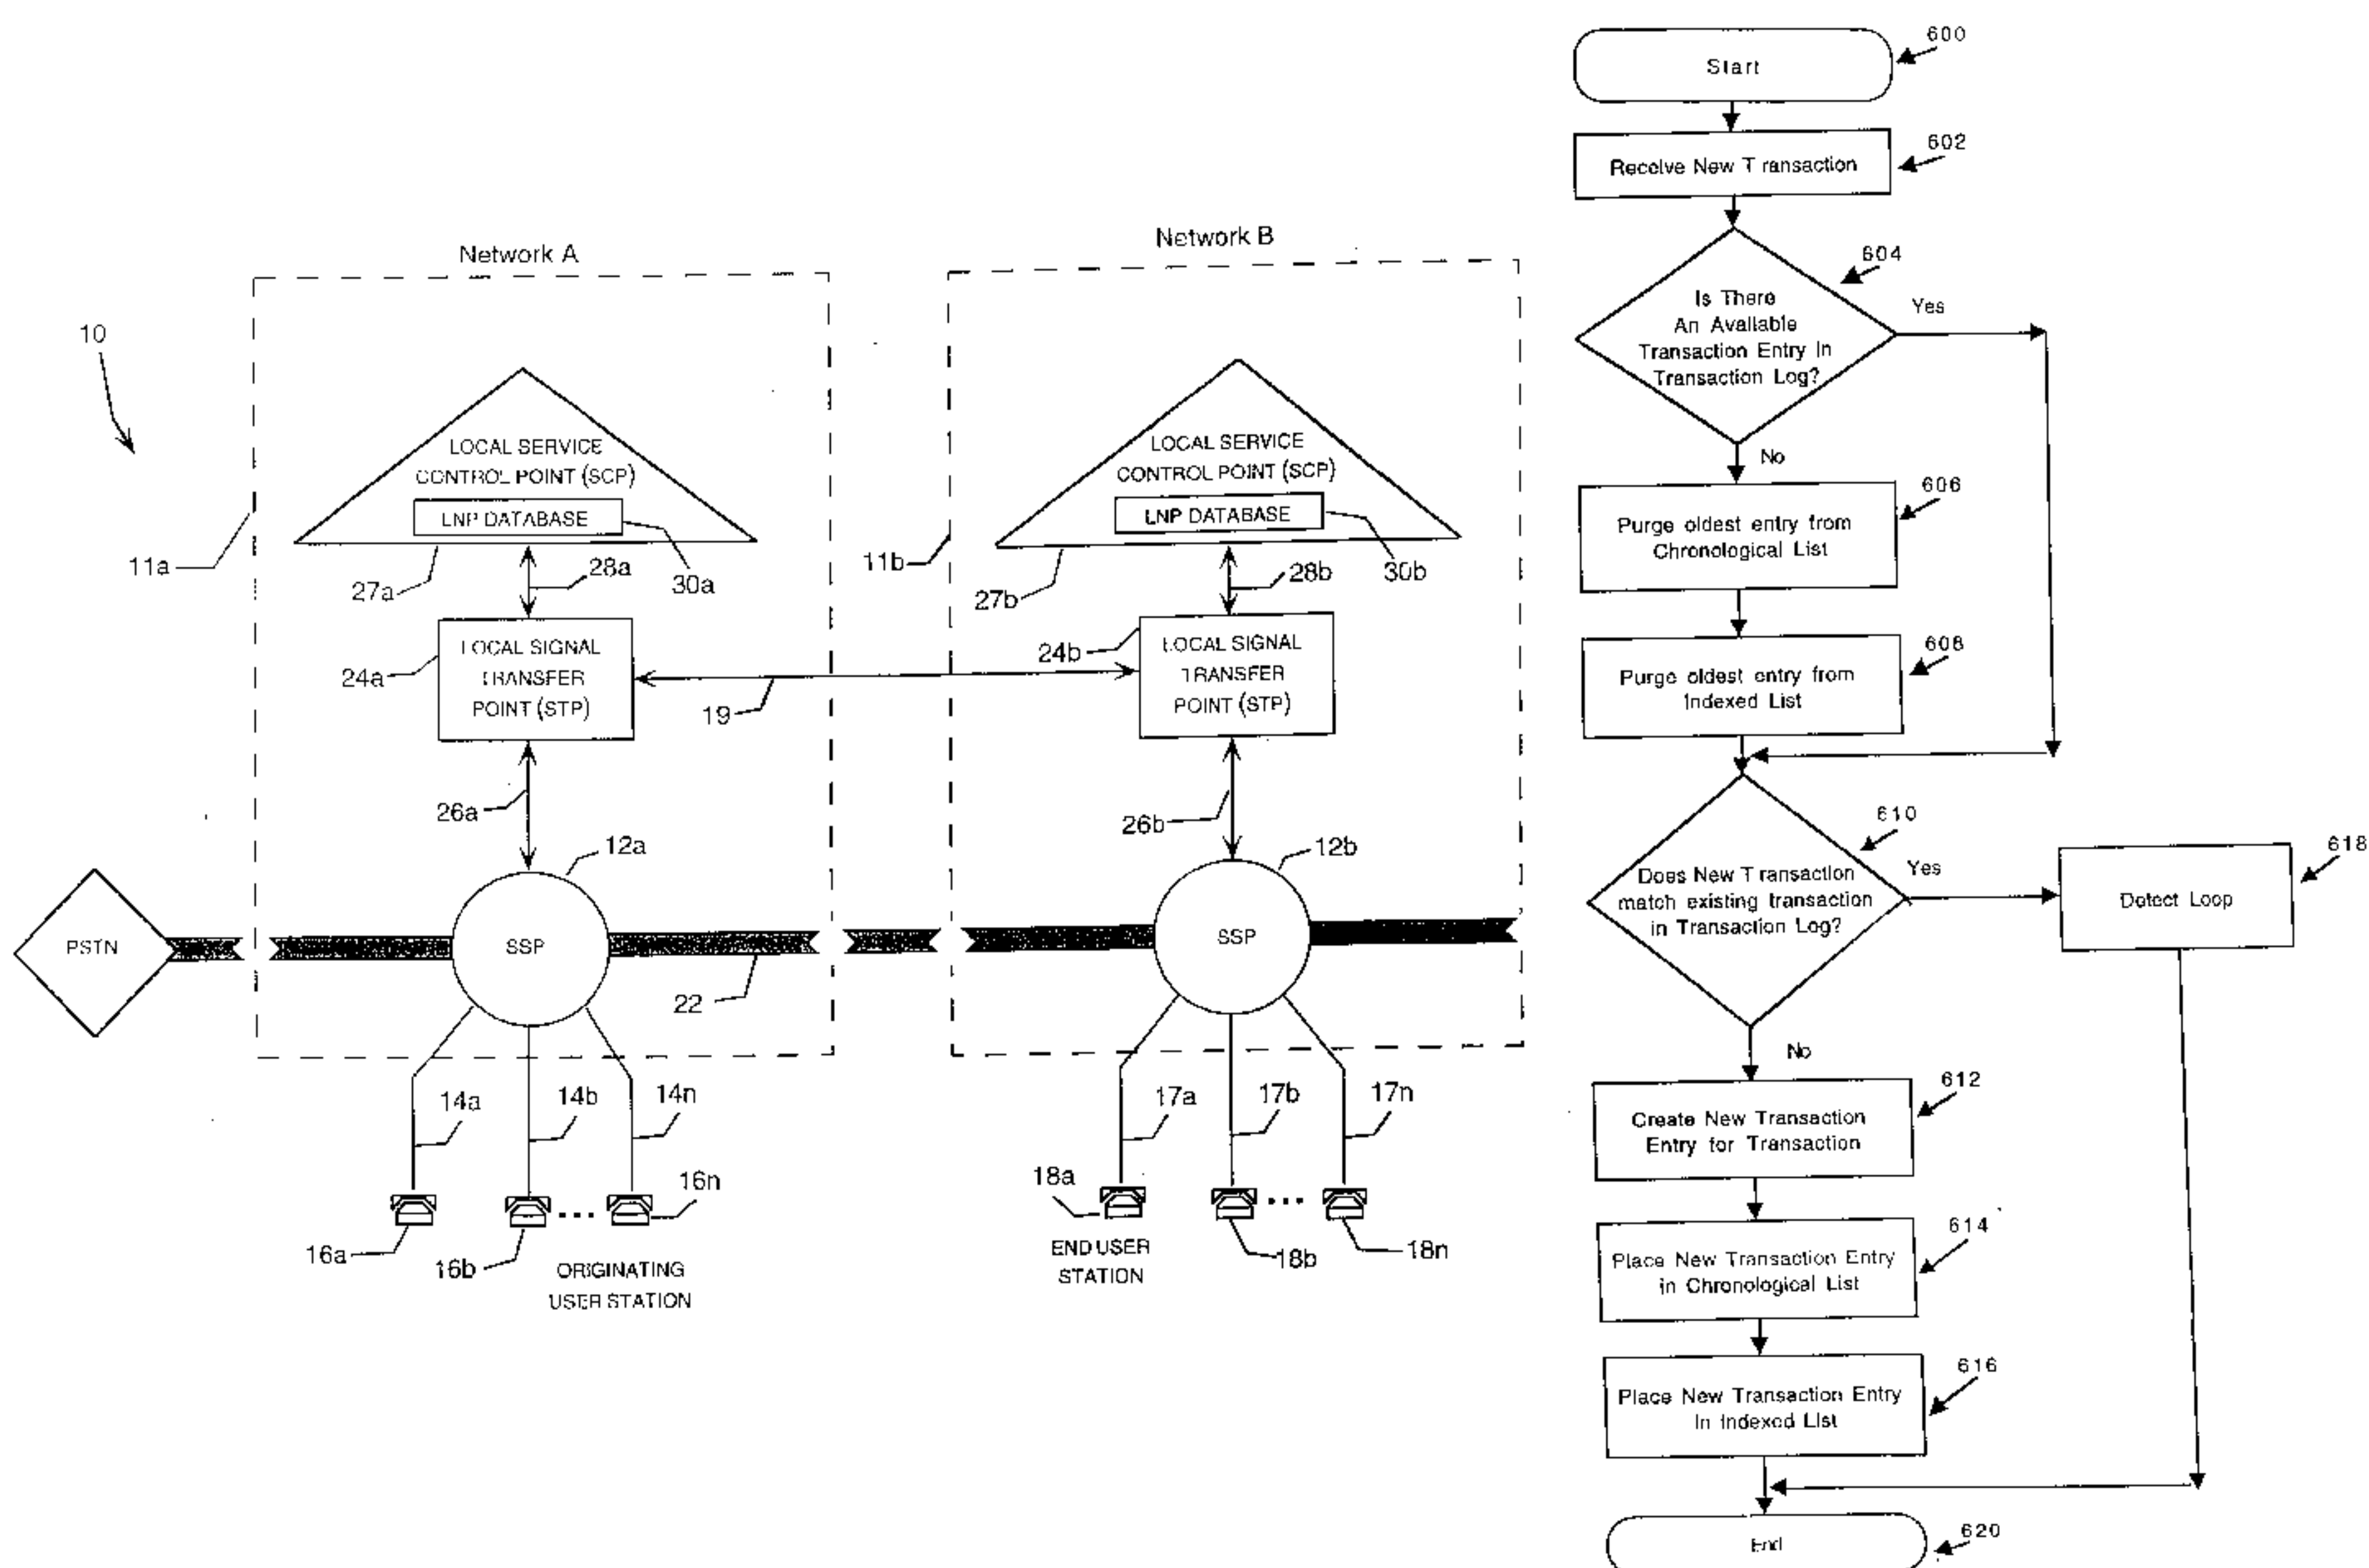 Network A
Network B
10
LOCAL SERVICE
CONTROL POINT (SCP)
LNP DATABASE
11a
27a
28a
30a
LOCAL SIGNAL
TRANSFER
POINT (STP)
24a
19
26a
12a
PSTN
SSP
22
14a
14b
14n
16a
16b
16n
ORIGINATING
USER STATION
LOCAL SERVICE
CONTROL POINT (SCP)
LNP DATABASE
11b
27b
28b
30b
24b
LOCAL SIGNAL
TRANSFER
POINT (STP)
26b
12b
SSP
17a
17b
17n
18a
18b
18n
END USER
STATION
Start
600
Receive New Transaction
602
Is There
An Available
Transaction Entry In
Transaction Log?
604
Yes
No
Purge oldest entry from
Chronological List
606
Purge oldest entry from
Indexed List
608
Does New Transaction
match existing transaction
in Transaction Log?
610
Yes
Detect Loop
618
No
Create New Transaction
Entry for Transaction
612
Place New Transaction Entry
in Chronological List
614
Place New Transaction Entry
In Indexed List
616
End
620